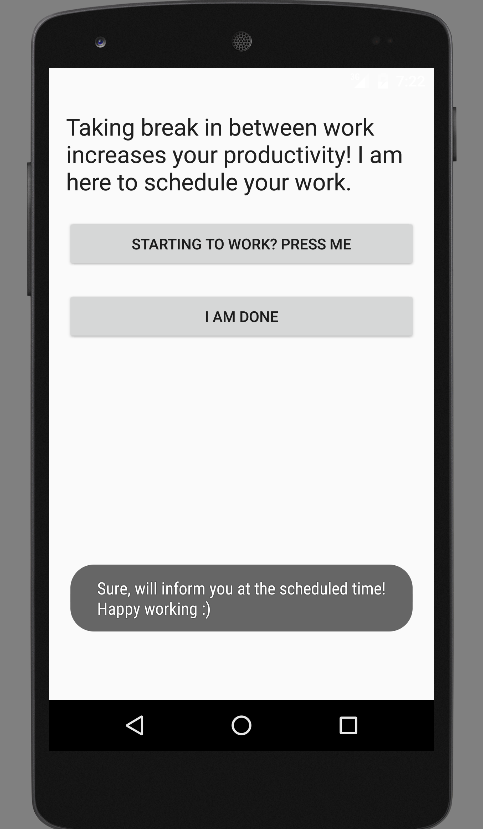 Taking break in between work
increases your productivity! I am
here to schedule your work.
STARTING TO WORK? PRESS ME
I AM DONE
Sure, will inform you at the scheduled time!
Happy working :)